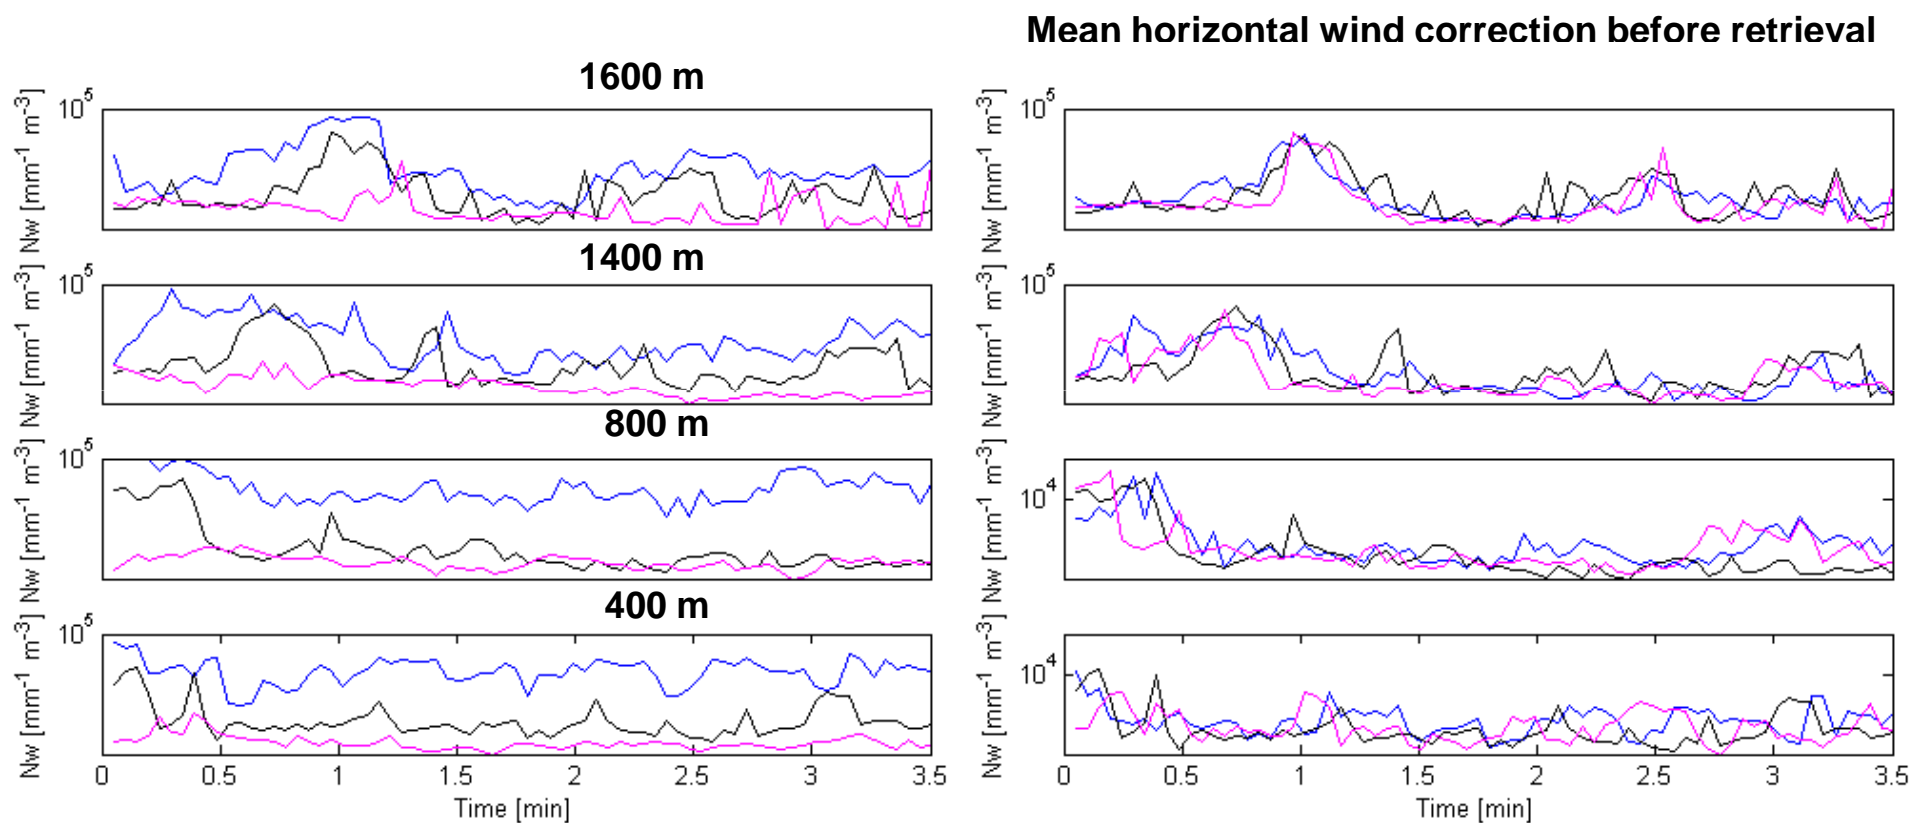 Mean horizontal wind correction before retrieval
1600 m
10^5
Nw [mm^-1 m^-3]
10^5
Nw [mm^-1 m^-3]
1400 m
10^5
Nw [mm^-1 m^-3]
10^5
Nw [mm^-1 m^-3]
800 m
10^5
Nw [mm^-1 m^-3]
10^4
Nw [mm^-1 m^-3]
400 m
10^5
Nw [mm^-1 m^-3]
10^4
Nw [mm^-1 m^-3]
0 0.5 1 1.5 2 2.5 3 3.5
Time [min]
0 0.5 1 1.5 2 2.5 3 3.5
Time [min]